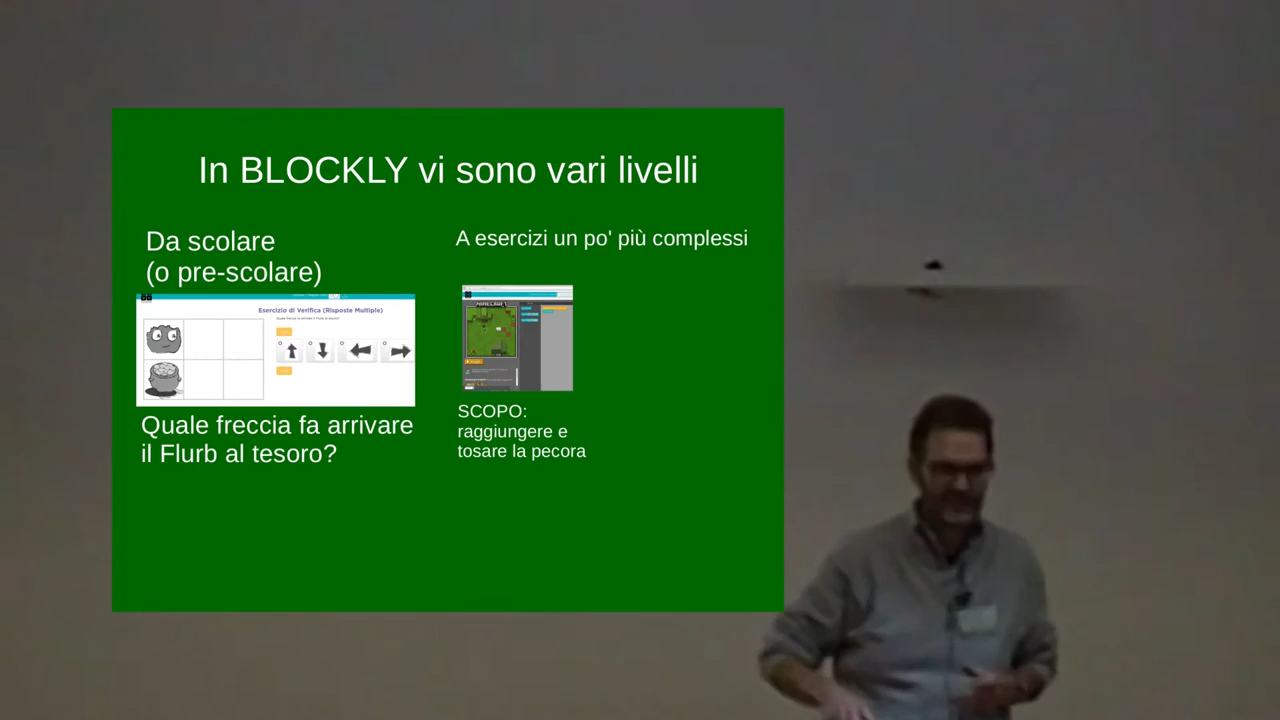 In BLOCKLY vi sono vari livelli
Da scolare
(o pre-scolare)
A esercizi un po' più complessi
Esercizio di Verifica (Risposte Multiple)
MINECRAFT
Quale freccia fa arrivare
il Flurb al tesoro?
SCOPO:
raggiungere e
tosare la pecora